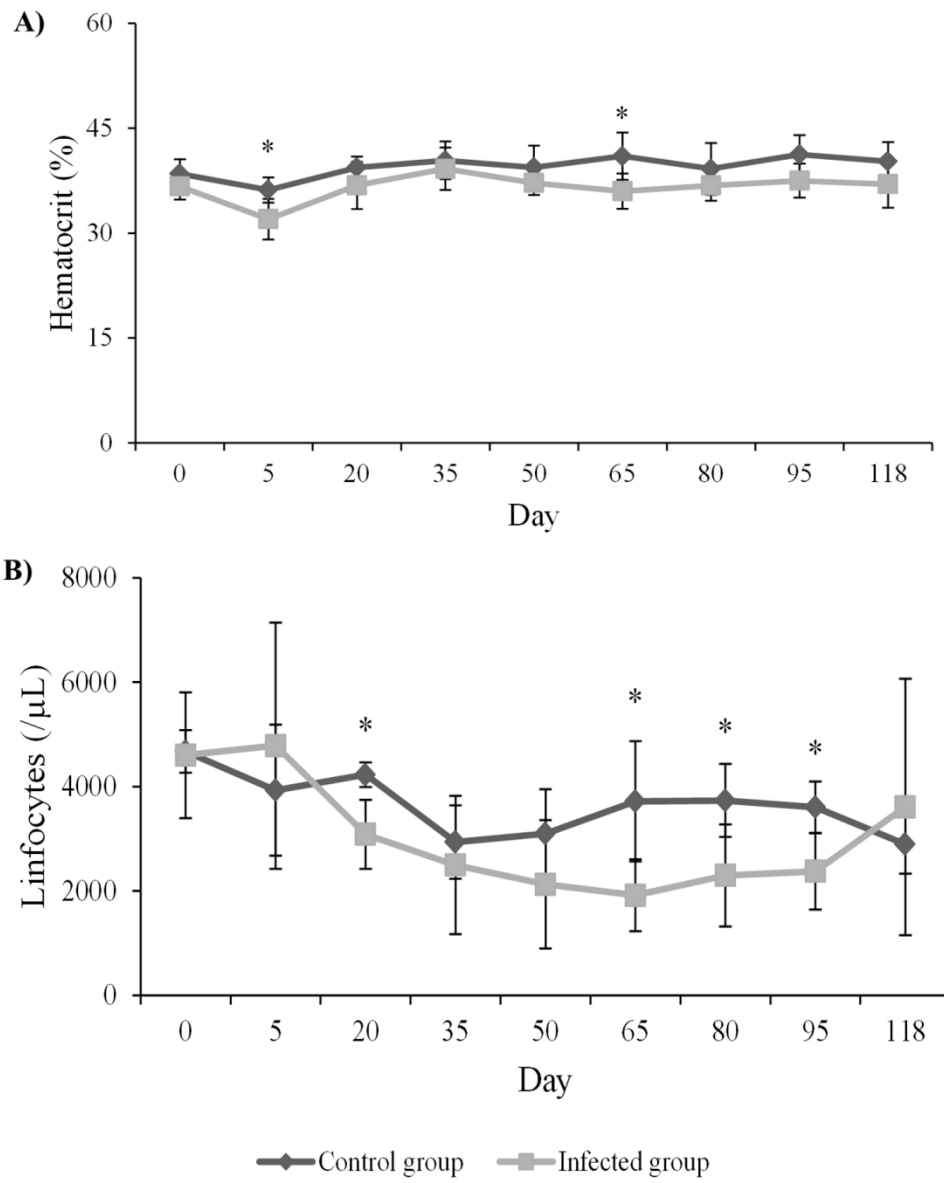 A)
Hematocrit (%)
60
45
30
15
0
*
*
0 5 20 35 50 65 80 95 118
Day
B)
Linfocytes (/μL)
8000
6000
4000
2000
0
*
*
*
*
0 5 20 35 50 65 80 95 118
Day
Control group Infected group